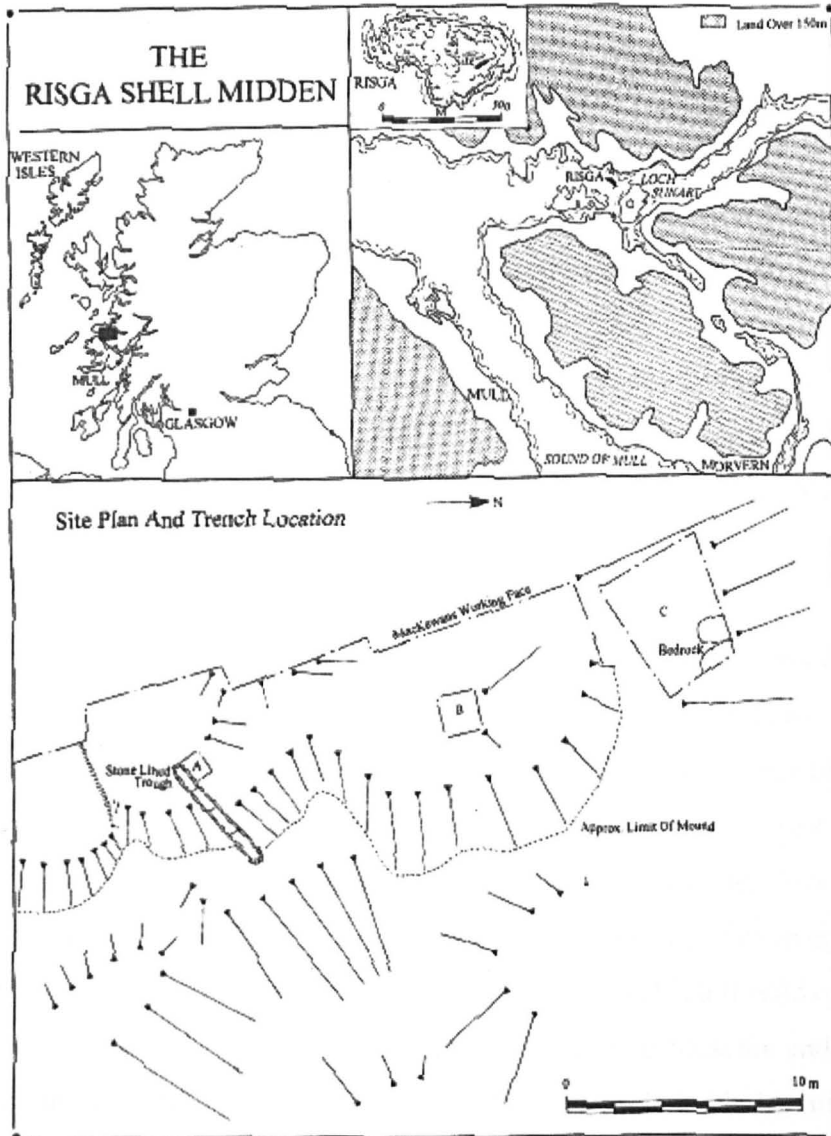 THE
RISGA SHELL MIDDEN
RISGA
0
M
300
Land Over 150m
WESTERN
ISLES
MULL
GLASGOW
RISGA
LOCH
SUNART
MULL
SOUND OF MULL
MORVERN
Site Plan And Trench Location
N
MacKewans Working Face
C
Bedrock
B
A
Stone Lined
Trough
Approx. Limit Of Mound
0
10 m